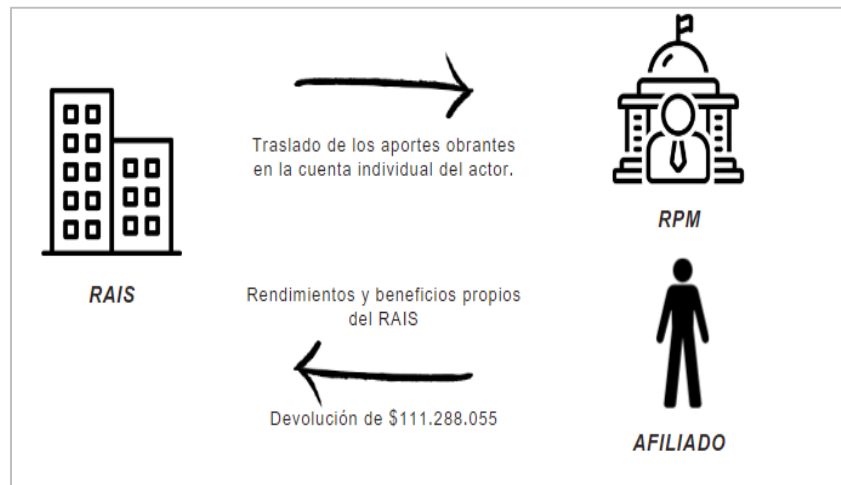 Traslado de los aportes obrantes
en la cuenta individual del actor.
RPM
RAIS
Rendimientos y beneficios propios
del RAIS
Devolución de $111.288.055
AFILIADO